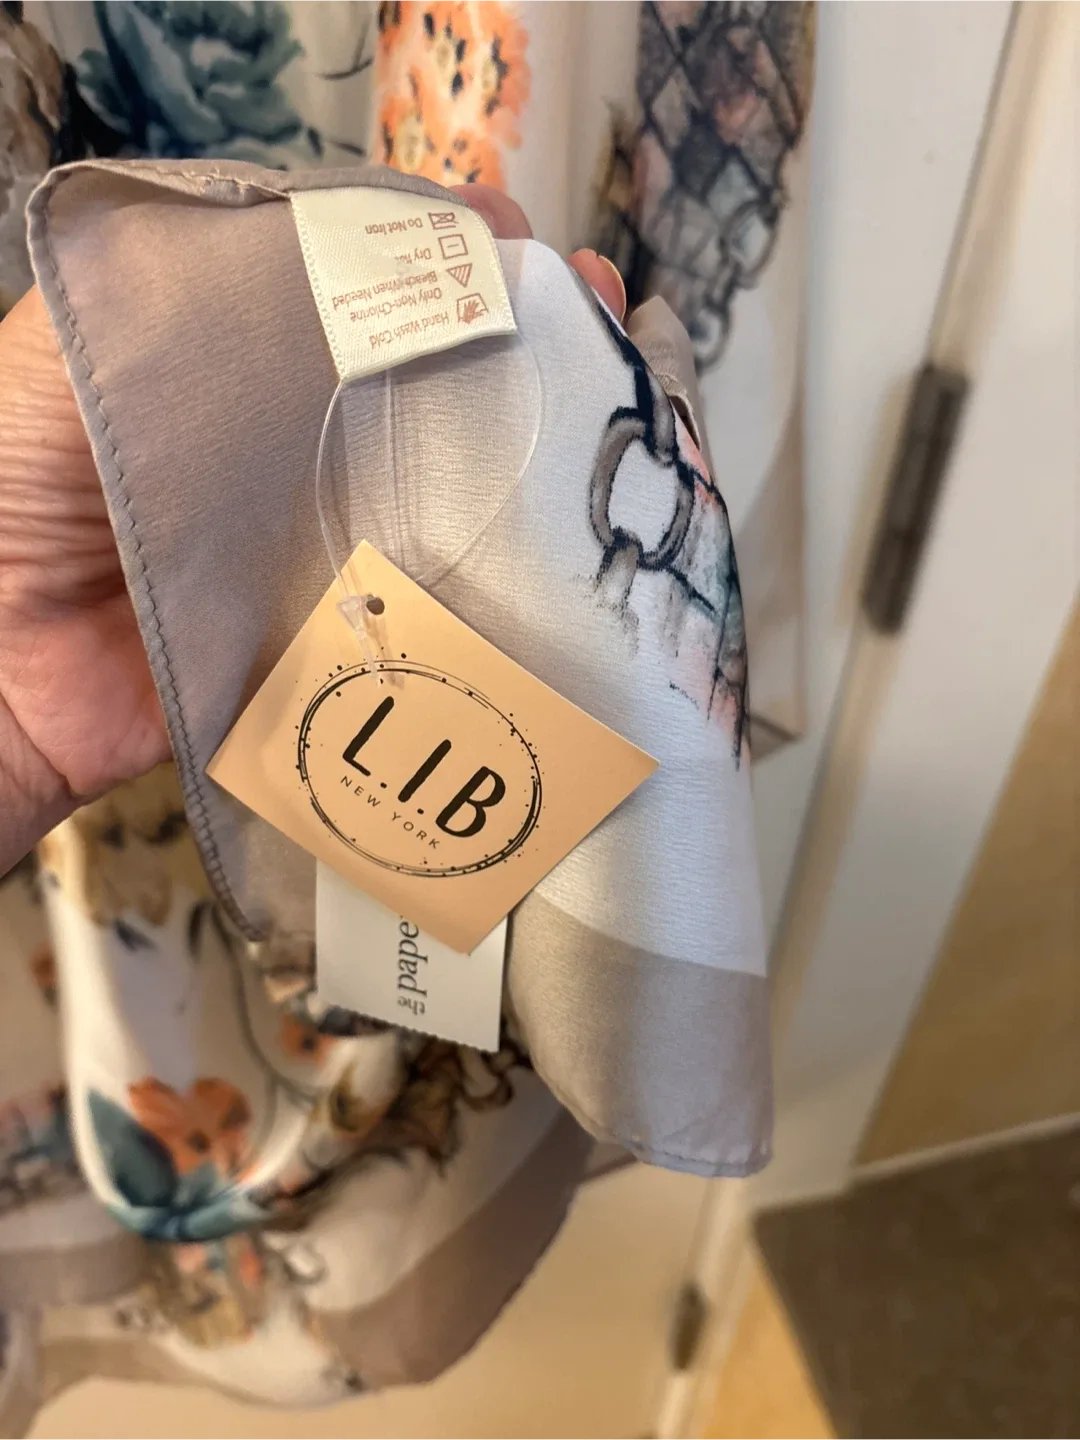 Hand Wash Cold
Only Non-Chlorine
Bleach When Needed
Dry flat
Do Not Iron
L.I.B
NEW YORK
the pape